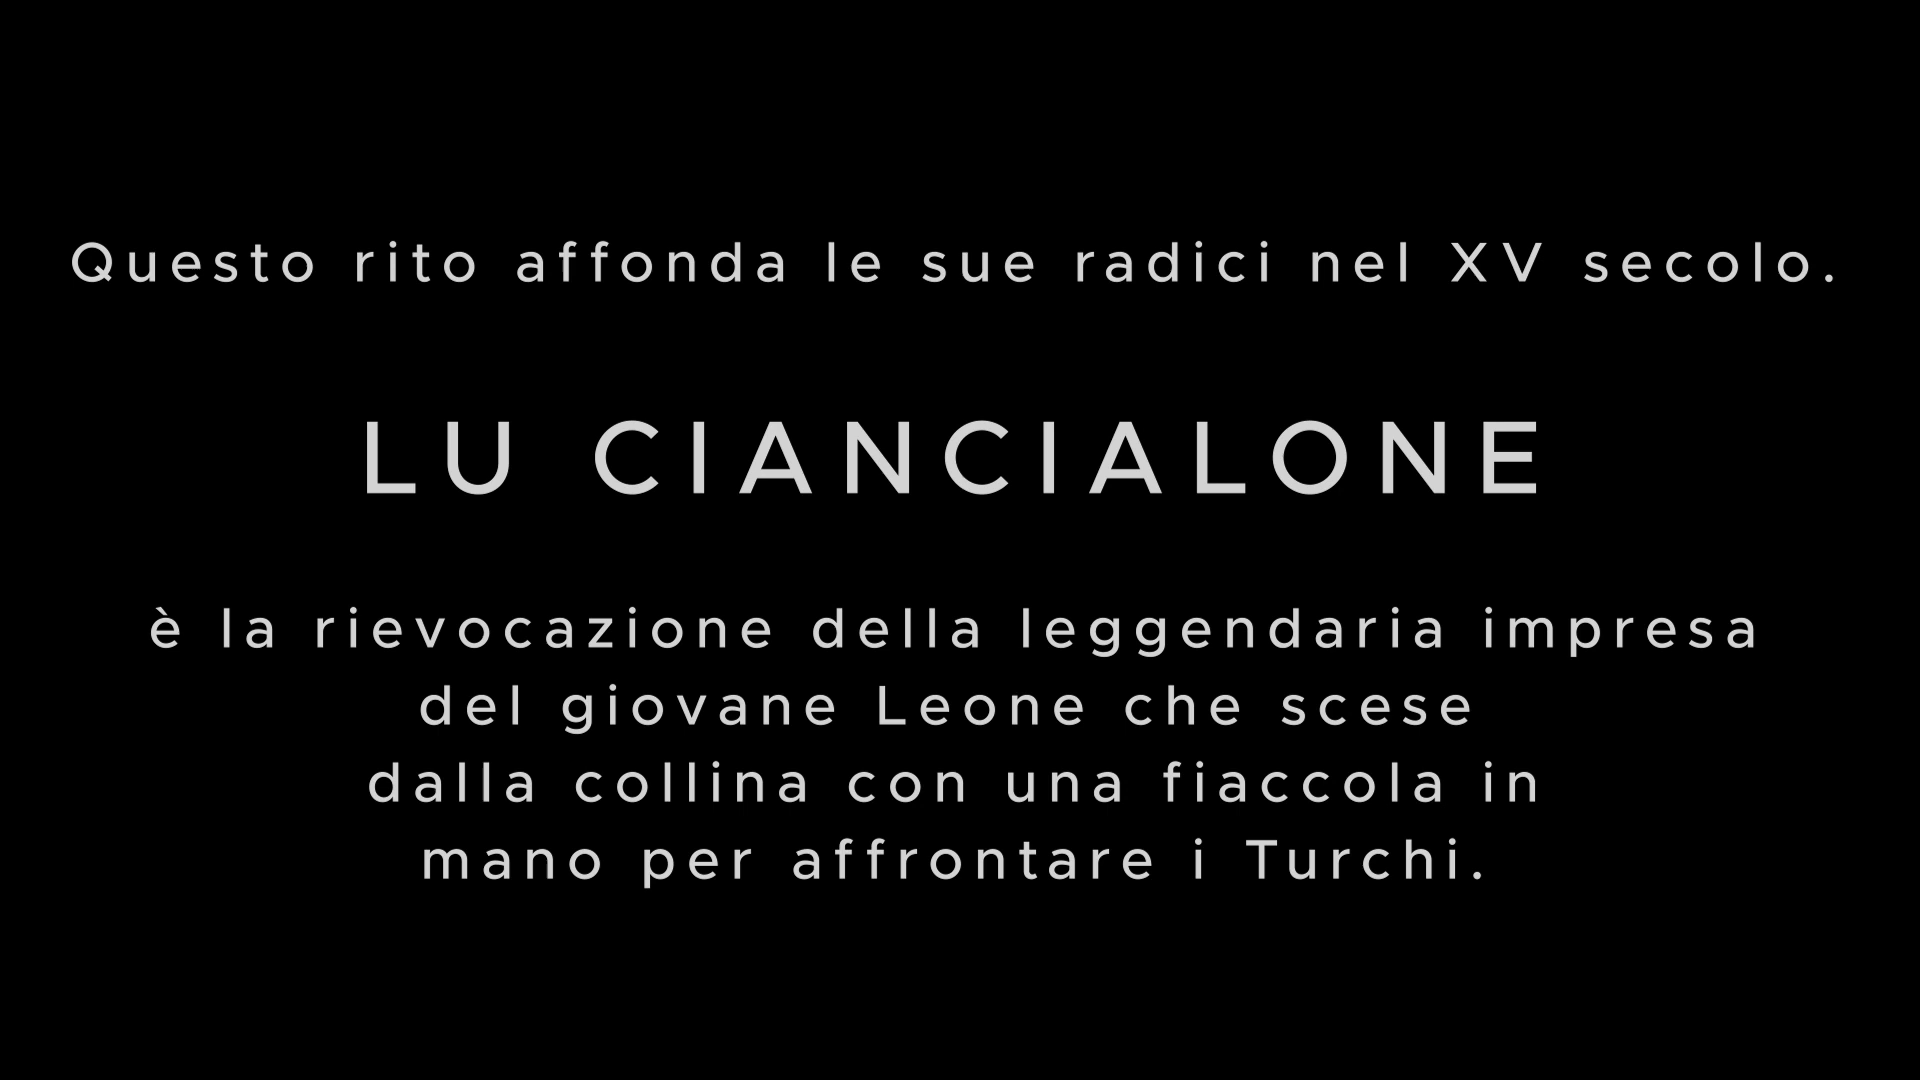 Questo rito affonda le sue radici nel XV secolo.
LU CIANCIALONE
è la rievocazione della leggendaria impresa
del giovane Leone che scese
dalla collina con una fiaccola in
mano per affrontare i Turchi.